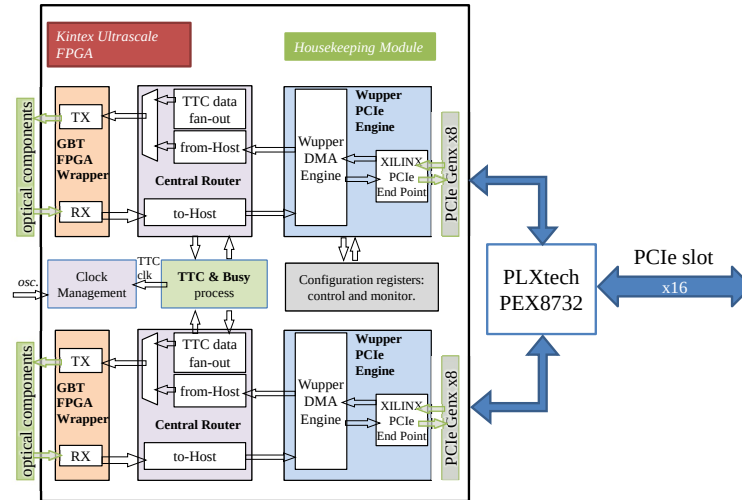 Kintex Ultrascale
FPGA
Housekeeping Module
optical components
TX
GBT
FPGA
Wrapper
RX
TTC data
fan-out
from-Host
Central Router
to-Host
Wupper
PCIe
Engine
Wupper
DMA
Engine
XILINX
PCIe
End Point
PCIe Genx x8
osc.
Clock
Management
TTC
clk
TTC & Busy
process
Configuration registers:
control and monitor.
PLXtech
PEX8732
PCIe slot
x16
optical components
TX
GBT
FPGA
Wrapper
RX
TTC data
fan-out
from-Host
Central Router
to-Host
Wupper
PCIe
Engine
Wupper
DMA
Engine
XILINX
PCIe
End Point
PCIe Genx x8